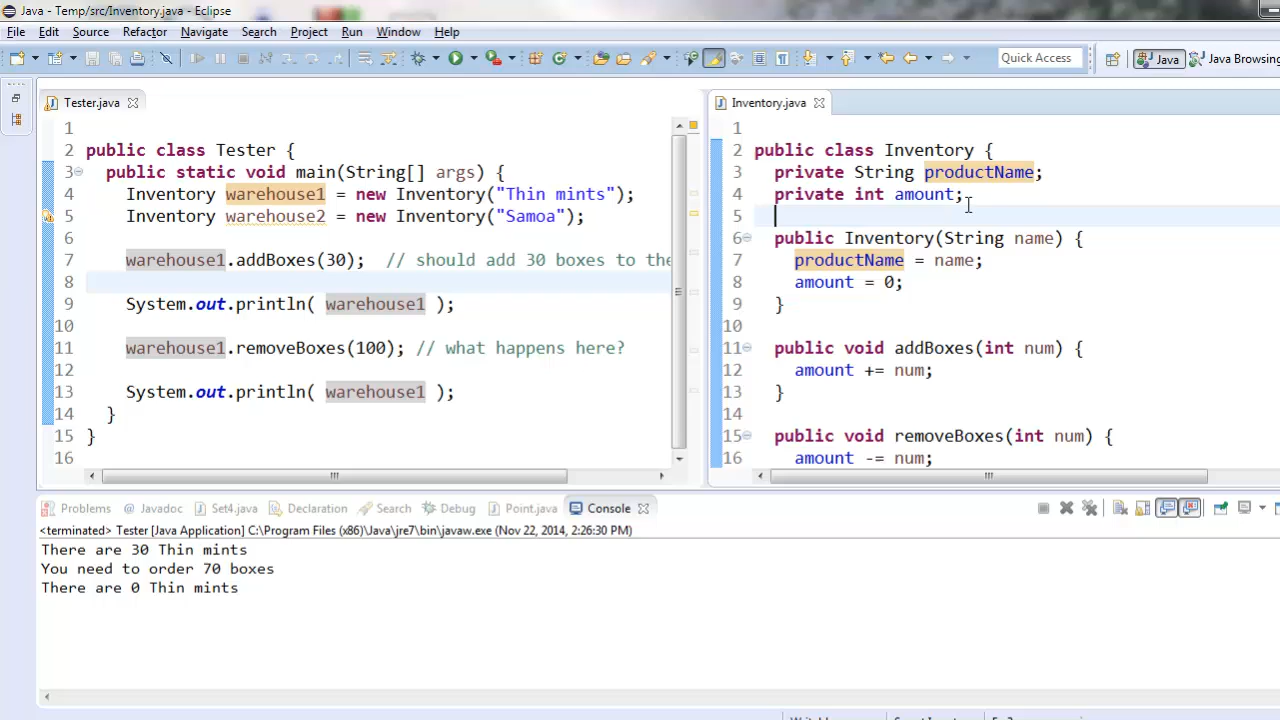 Java - Temp/src/Inventory.java - Eclipse
File Edit Source Refactor Navigate Search Project Run Window Help
Quick Access Java Java Browsing
Tester.java
1
2 public class Tester {
3 public static void main(String[] args) {
4 Inventory warehouse1 = new Inventory("Thin mints");
5 Inventory warehouse2 = new Inventory("Samoa");
6
7 warehouse1.addBoxes(30); // should add 30 boxes to the
8
9 System.out.println( warehouse1 );
10
11 warehouse1.removeBoxes(100); // what happens here?
12
13 System.out.println( warehouse1 );
14 }
15 }
16
Inventory.java
1
2 public class Inventory {
3 private String productName;
4 private int amount;
5
6 public Inventory(String name) {
7 productName = name;
8 amount = 0;
9 }
10
11 public void addBoxes(int num) {
12 amount += num;
13 }
14
15 public void removeBoxes(int num) {
16 amount -= num;
Problems Javadoc Set4.java Declaration Search Debug Point.java Console
<terminated> Tester [Java Application] C:\Program Files (x86)\Java\jre7\bin\javaw.exe (Nov 22, 2014, 2:26:30 PM)
There are 30 Thin mints
You need to order 70 boxes
There are 0 Thin mints